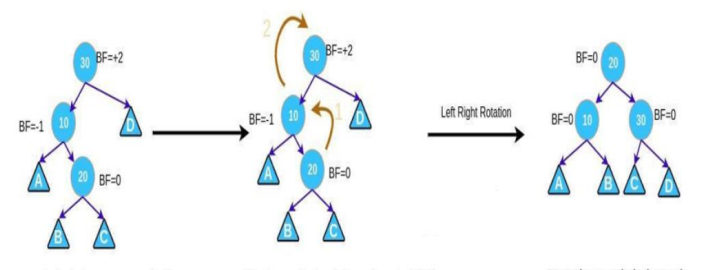 30 BF=+2
BF=-1 10 D
A 20 BF=0
B C
2
30 BF=+2
BF=-1 10 1 D
A 20 BF=0
B C
Left Right Rotation
BF=0 20
BF=0 10 30 BF=0
A B C D